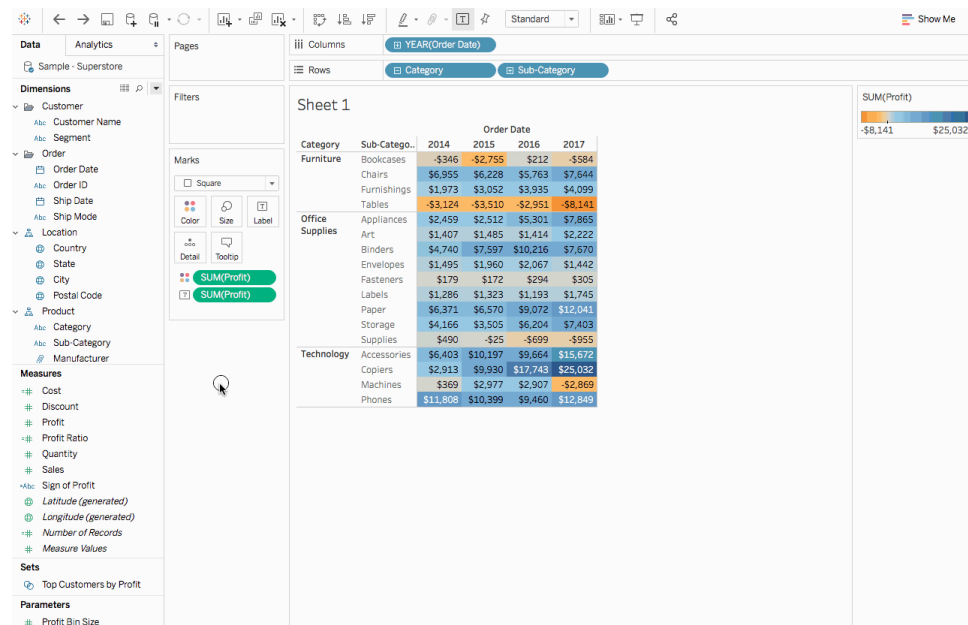 Standard
Show Me
Data
Analytics
Pages
iii Columns
YEAR(Order Date)
Sample - Superstore
Rows
Category
Sub-Category
Dimensions
Customer
Abc Customer Name
Abc Segment
Order
Order Date
Abc Order ID
Ship Date
Abc Ship Mode
Location
Country
State
City
Postal Code
Product
Abc Category
Abc Sub-Category
Manufacturer
Measures
=# Cost
# Discount
# Profit
=# Profit Ratio
# Quantity
# Sales
=Abc Sign of Profit
Latitude (generated)
Longitude (generated)
=# Number of Records
# Measure Values
Sets
Top Customers by Profit
Parameters
# Profit Bin Size
Filters
Marks
Square
Color
Size
T
Label
Detail
Tooltip
SUM(Profit)
T SUM(Profit)
Sheet 1
Order Date
Category Sub-Catego.. 2014 2015 2016 2017
Furniture Bookcases -$346 -$2,755 $212 -$584
Chairs $6,955 $6,228 $5,763 $7,644
Furnishings $1,973 $3,052 $3,935 $4,099
Tables -$3,124 -$3,510 -$2,951 -$8,141
Office Supplies Appliances $2,459 $2,512 $5,301 $7,865
Art $1,407 $1,485 $1,414 $2,222
Binders $4,740 $7,597 $10,216 $7,670
Envelopes $1,495 $1,960 $2,067 $1,442
Fasteners $179 $172 $294 $305
Labels $1,286 $1,323 $1,193 $1,745
Paper $6,371 $6,570 $9,072 $12,041
Storage $4,166 $3,505 $6,204 $7,403
Supplies $490 -$25 -$699 -$955
Technology Accessories $6,403 $10,197 $9,664 $15,672
Copiers $2,913 $9,930 $17,743 $25,032
Machines $369 $2,977 $2,907 -$2,869
Phones $11,808 $10,399 $9,460 $12,849
SUM(Profit)
-$8,141 $25,032